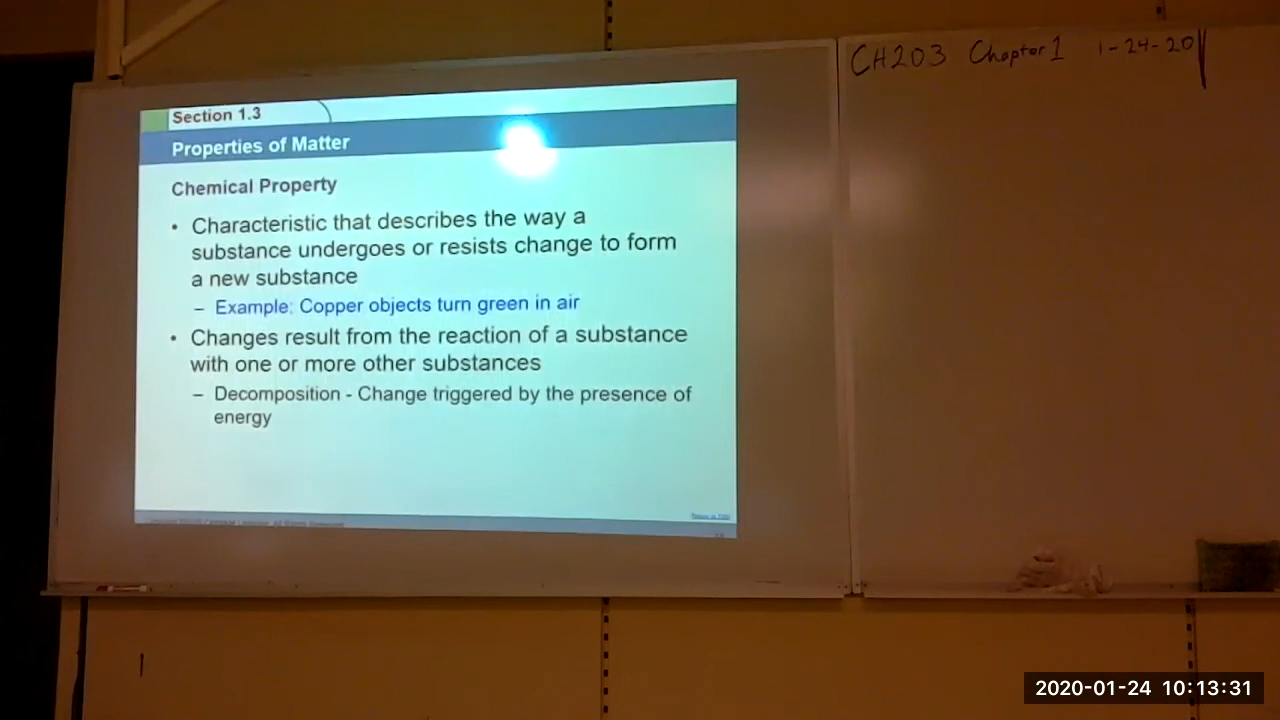 CH203 Chapter 1 1-24-20
Section 1.3
Properties of Matter
Chemical Property
• Characteristic that describes the way a
substance undergoes or resists change to form
a new substance
– Example: Copper objects turn green in air
• Changes result from the reaction of a substance
with one or more other substances
– Decomposition - Change triggered by the presence of
energy
2020-01-24 10:13:31